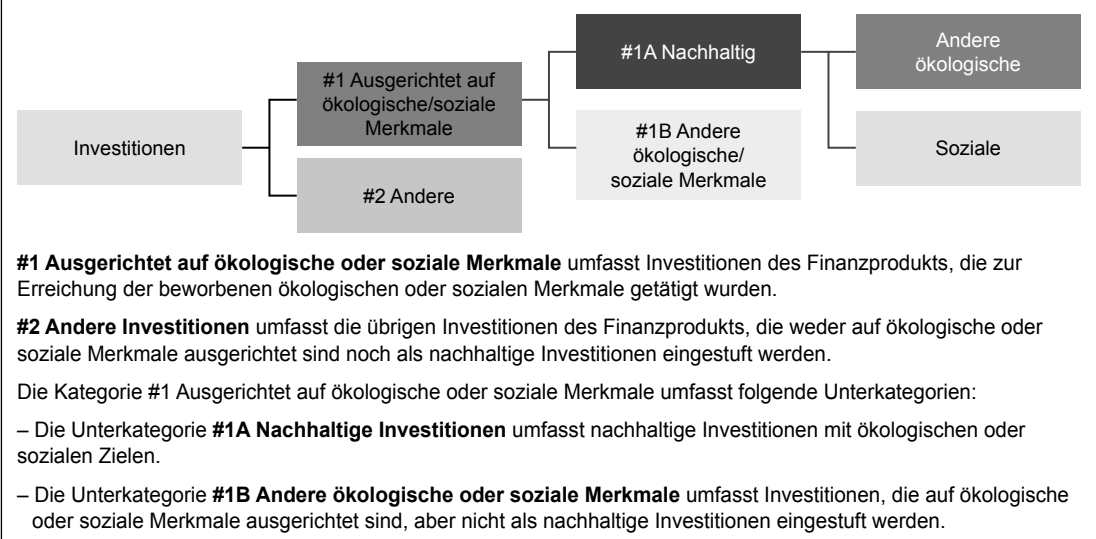 Investitionen
#1 Ausgerichtet auf
ökologische/soziale
Merkmale
#2 Andere
#1A Nachhaltig
#1B Andere
ökologische/
soziale Merkmale
Andere
ökologische
Soziale
#1 Ausgerichtet auf ökologische oder soziale Merkmale umfasst Investitionen des Finanzprodukts, die zur
Erreichung der beworbenen ökologischen oder sozialen Merkmale getätigt wurden.
#2 Andere Investitionen umfasst die übrigen Investitionen des Finanzprodukts, die weder auf ökologische oder
soziale Merkmale ausgerichtet sind noch als nachhaltige Investitionen eingestuft werden.
Die Kategorie #1 Ausgerichtet auf ökologische oder soziale Merkmale umfasst folgende Unterkategorien:
– Die Unterkategorie #1A Nachhaltige Investitionen umfasst nachhaltige Investitionen mit ökologischen oder
sozialen Zielen.
– Die Unterkategorie #1B Andere ökologische oder soziale Merkmale umfasst Investitionen, die auf ökologische
oder soziale Merkmale ausgerichtet sind, aber nicht als nachhaltige Investitionen eingestuft werden.